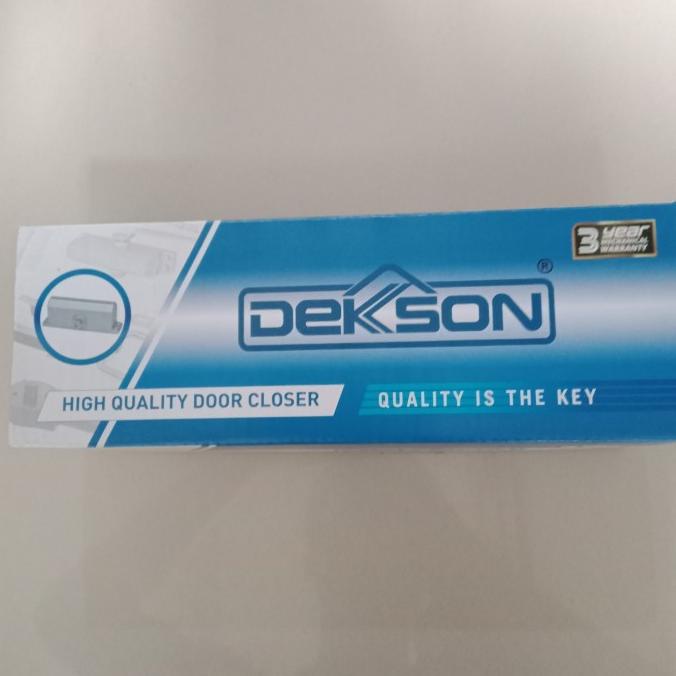 3 year
MECHANICAL
WARRANTY
DEKSON®
HIGH QUALITY DOOR CLOSER
QUALITY IS THE KEY